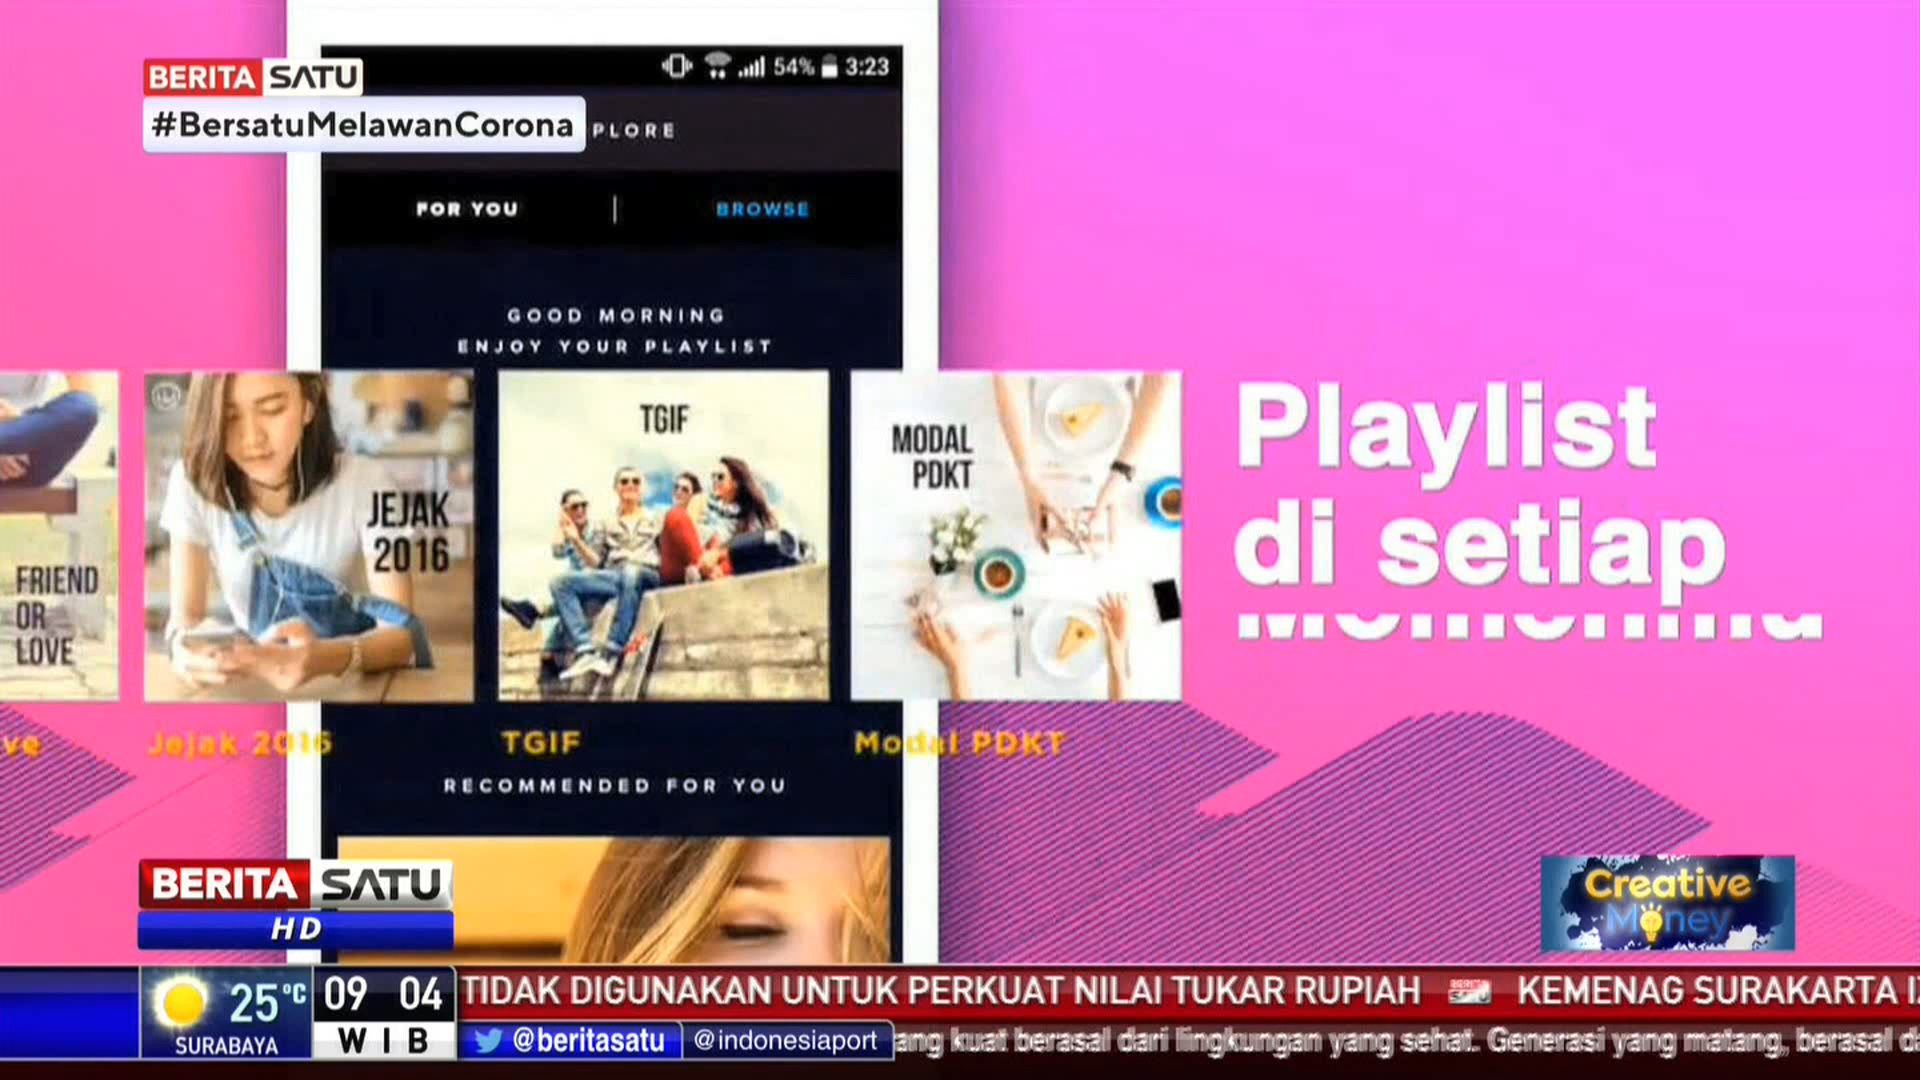 BERITA SATU
#BersatuMelawanCorona
54% 3:23
PLORE
FOR YOU | BROWSE
GOOD MORNING
ENJOY YOUR PLAYLIST
FRIEND
OR
LOVE
JEJAK
2016
TGIF
MODAL
PDKT
Playlist
di setiap
ve
Jejak 2016
TGIF
Modal PDKT
RECOMMENDED FOR YOU
BERITA SATU
HD
Creative
Money
25°C
SURABAYA
09 04
WIB
TIDAK DIGUNAKAN UNTUK PERKUAT NILAI TUKAR RUPIAH BERITA SATU KEMENAG SURAKARTA
@beritasatu @indonesiaport ang kuat berasal dari lingkungan yang sehat. Generasi yang matang, berasal